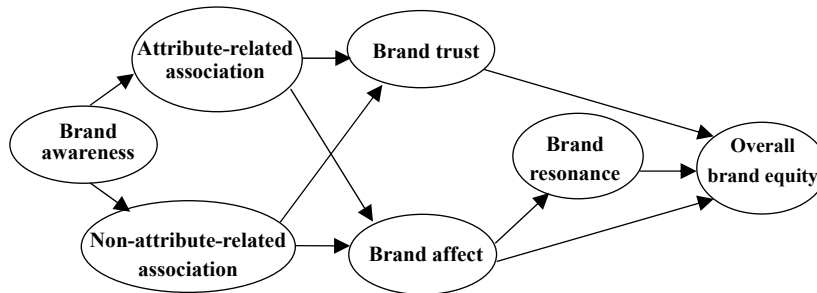 Attribute-related
association
Brand trust
Brand
awareness
Brand
resonance
Overall
brand equity
Non-attribute-related
association
Brand affect